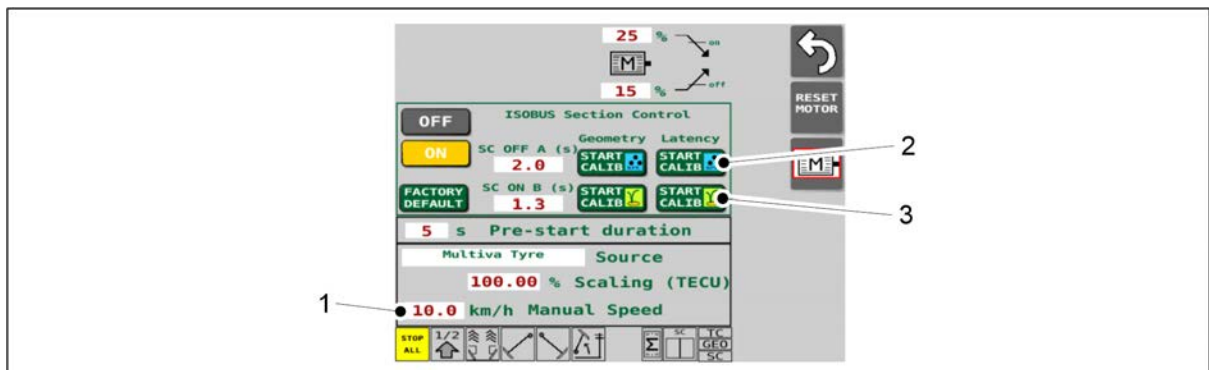 25 %
on
M
15 %
off
RESET
MOTOR
OFF
ISOBUS Section Control
ON
SC OFF A (s)
2.0
Geometry Latency
START
CALIB
START
CALIB
2
M
FACTORY
DEFAULT
SC ON B (s)
1.3
START
CALIB
START
CALIB
3
5 s Pre-start duration
Multiva Tyre Source
100.00 % Scaling (TECU)
1
10.0 km/h Manual Speed
STOP
ALL
1/2
Σ
SC
TC
GEO
SC